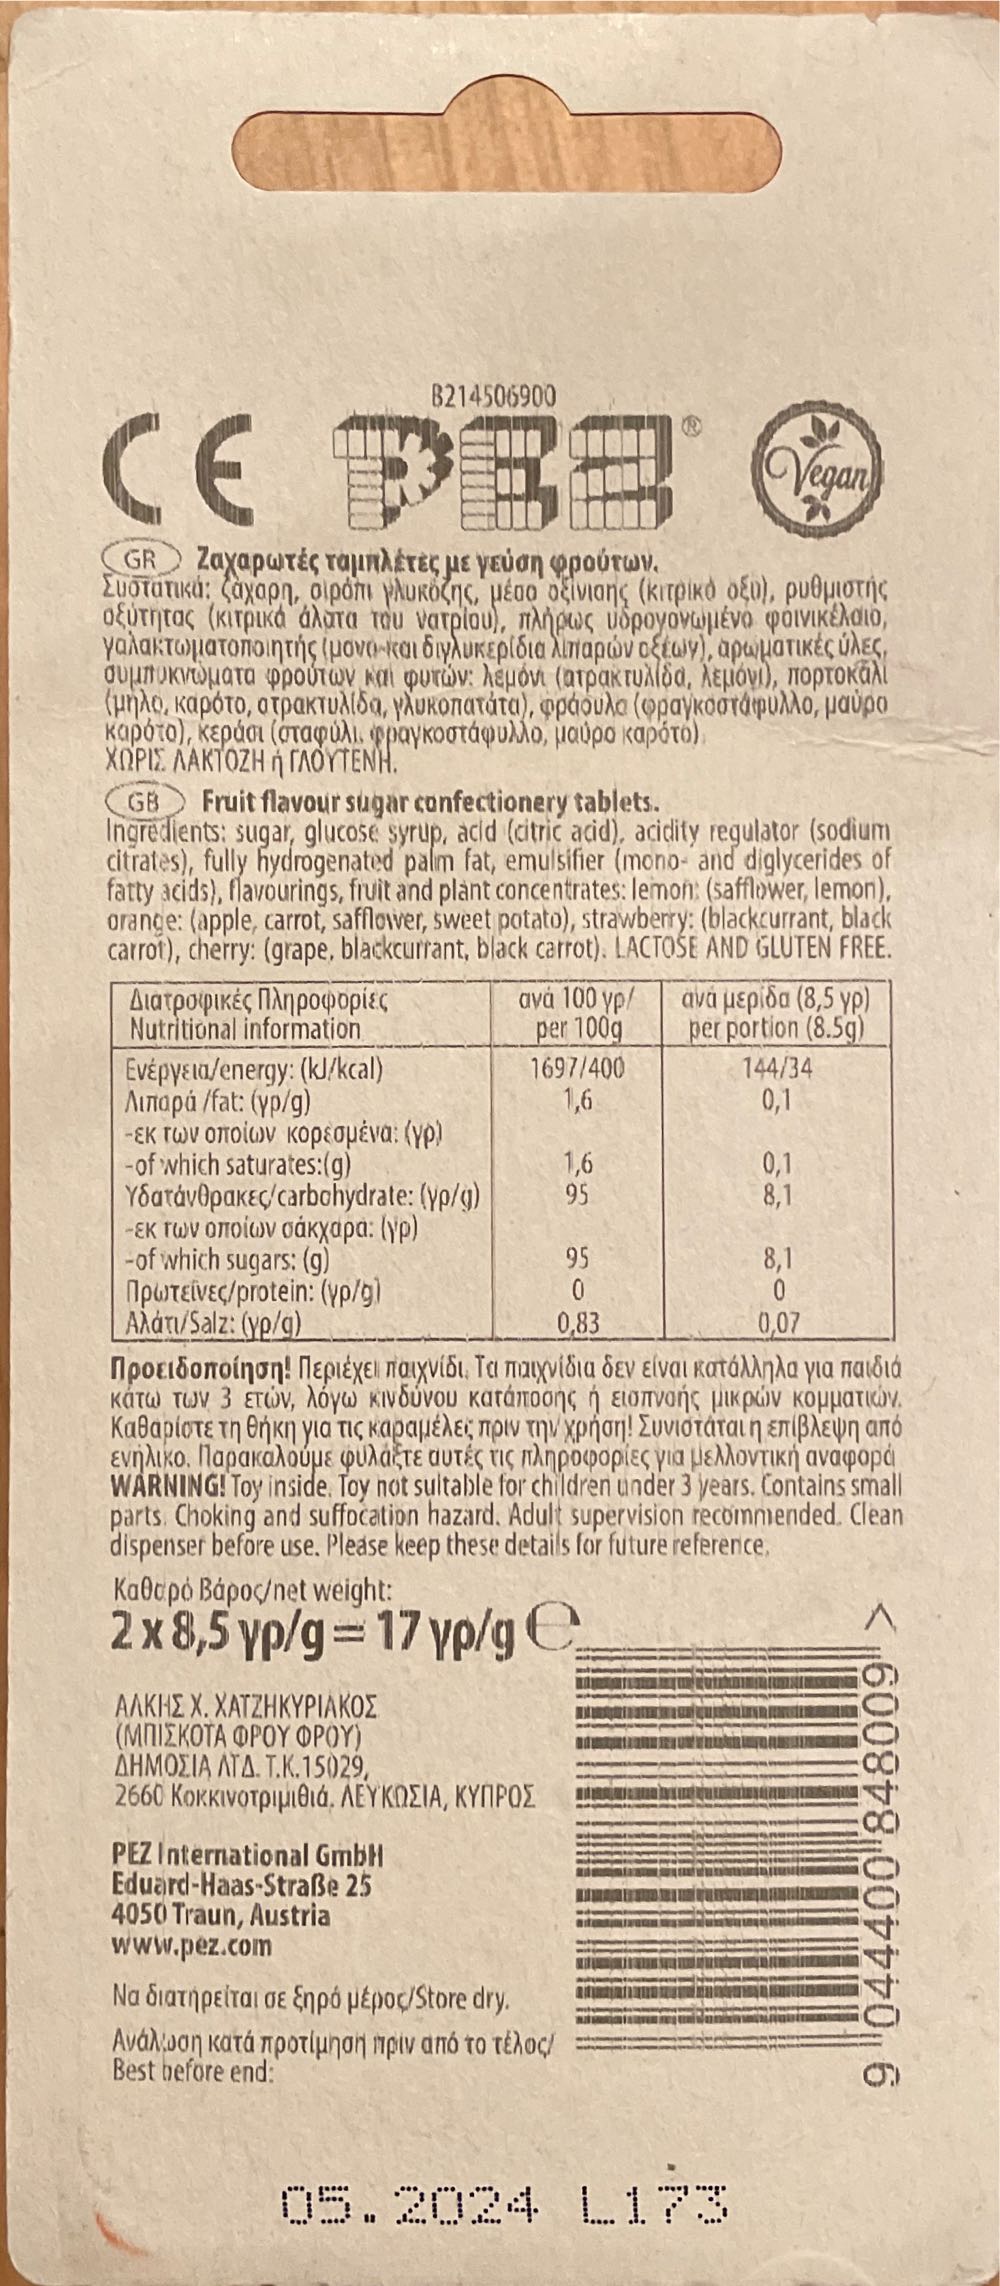 B214506900
CE PEZ® Vegan
GR Ζαχαρωτές ταμπλέτες με γεύση φρούτων.
Συστατικά: ζάχαρη, σιρόπι γλυκόζης, μέσο οξίνισης (κιτρικό οξύ), ρυθμιστής
οξύτητας (κιτρικά άλατα του νατρίου), πλήρως υδρογονωμένο φοινικέλαιο,
γαλακτωματοποιητής (μονο-και διγλυκερίδια λιπαρών οξέων), αρωματικές ύλες,
συμπυκνώματα φρούτων και φυτών: λεμόνι (ατρακτυλίδα, λεμόνι), πορτοκάλι
(μήλο, καρότο, ατρακτυλίδα, γλυκοπατάτα), φράουλα (φραγκοστάφυλλο, μαύρο
καρότο), κεράσι (σταφύλι, φραγκοστάφυλλο, μαύρο καρότο).
ΧΩΡΙΣ ΛΑΚΤΟΖΗ ή ΓΛΟΥΤΕΝΗ.
GB Fruit flavour sugar confectionery tablets.
Ingredients: sugar, glucose syrup, acid (citric acid), acidity regulator (sodium
citrates), fully hydrogenated palm fat, emulsifier (mono- and diglycerides of
fatty acids), flavourings, fruit and plant concentrates: lemon: (safflower, lemon),
orange: (apple, carrot, safflower, sweet potato), strawberry: (blackcurrant, black
carrot), cherry: (grape, blackcurrant, black carrot). LACTOSE AND GLUTEN FREE.
Διατροφικές Πληροφορίες ανά 100 γρ/ ανά μερίδα (8,5 γρ)
Nutritional information per 100g per portion (8.5g)
Ενέργεια/energy: (kJ/kcal) 1697/400 144/34
Λιπαρά /fat: (γρ/g) 1,6 0,1
-εκ των οποίων κορεσμένα: (γρ)
-of which saturates:(g) 1,6 0,1
Υδατάνθρακες/carbohydrate: (γρ/g) 95 8,1
-εκ των οποίων σάκχαρα: (γρ)
-of which sugars: (g) 95 8,1
Πρωτεΐνες/protein: (γρ/g) 0 0
Αλάτι/Salz: (γρ/g) 0,83 0,07
Προειδοποίηση! Περιέχει παιχνίδι. Τα παιχνίδια δεν είναι κατάλληλα για παιδιά
κάτω των 3 ετών, λόγω κινδύνου κατάποσης ή εισπνοής μικρών κομματιών.
Καθαρίστε τη θήκη για τις καραμέλες πριν την χρήση! Συνιστάται η επίβλεψη από
ενήλικο. Παρακαλούμε φυλάξτε αυτές τις πληροφορίες για μελλοντική αναφορά
WARNING! Toy inside. Toy not suitable for children under 3 years. Contains small
parts. Choking and suffocation hazard. Adult supervision recommended. Clean
dispenser before use. Please keep these details for future reference.
Καθαρό Βάρος/net weight:
2 x 8,5 γρ/g = 17 γρ/g ℮
ΑΛΚΗΣ Χ. ΧΑΤΖΗΚΥΡΙΑΚΟΣ
(ΜΠΙΣΚΟΤΑ ΦΡΟΥ ΦΡΟΥ)
ΔΗΜΟΣΙΑ ΛΤΔ. Τ.Κ.15029,
2660 Κοκκινοτριμιθιά. ΛΕΥΚΩΣΙΑ, ΚΥΠΡΟΣ
PEZ International GmbH
Eduard-Haas-Straße 25
4050 Traun, Austria
www.pez.com
Να διατηρείται σε ξηρό μέρος/Store dry.
Ανάλωση κατά προτίμηση πριν από το τέλος/
Best before end:
9 044400 848009 >
05.2024 L173